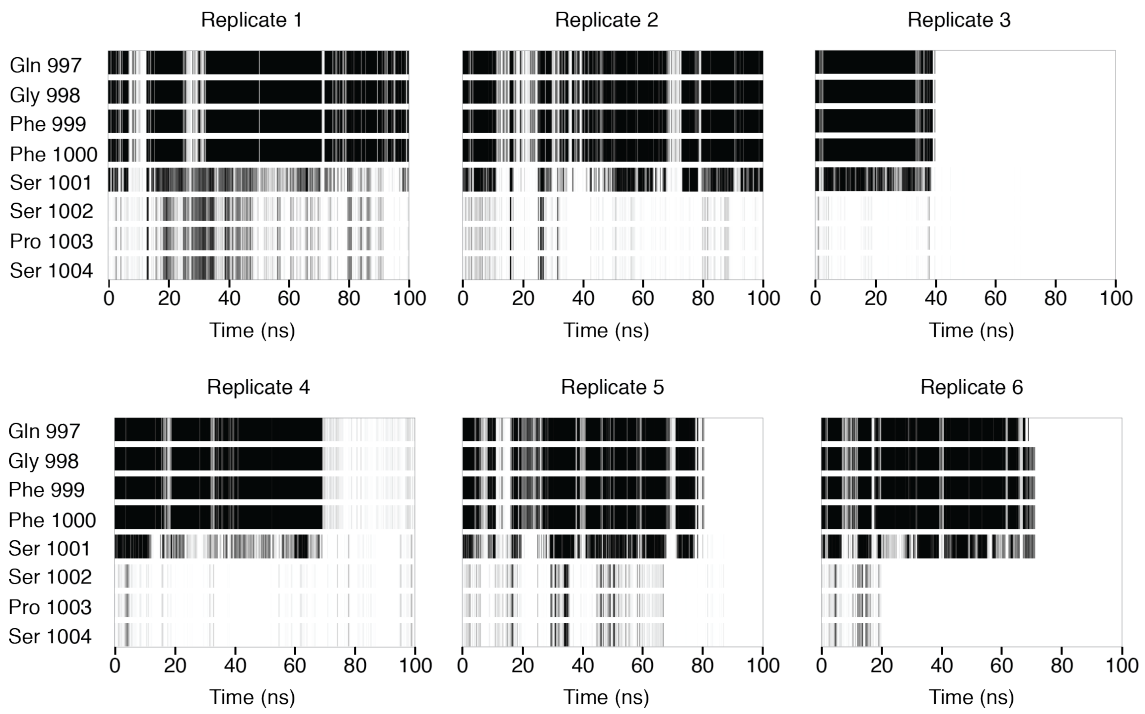 Replicate 1 Replicate 2 Replicate 3
Gln 997
Gly 998
Phe 999
Phe 1000
Ser 1001
Ser 1002
Pro 1003
Ser 1004
0 20 40 60 80 100 0 20 40 60 80 100 0 20 40 60 80 100
Time (ns) Time (ns) Time (ns)
Replicate 4 Replicate 5 Replicate 6
Gln 997
Gly 998
Phe 999
Phe 1000
Ser 1001
Ser 1002
Pro 1003
Ser 1004
0 20 40 60 80 100 0 20 40 60 80 100 0 20 40 60 80 100
Time (ns) Time (ns) Time (ns)